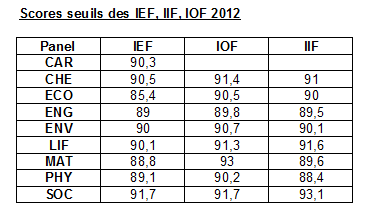 Scores seuils des IEF, IIF, IOF 2012
Panel IEF IOF IIF
CAR 90,3
CHE 90,5 91,4 91
ECO 85,4 90,5 90
ENG 89 89,8 89,5
ENV 90 90,7 90,1
LIF 90,1 91,3 91,6
MAT 88,8 93 89,6
PHY 89,1 90,2 88,4
SOC 91,7 91,7 93,1